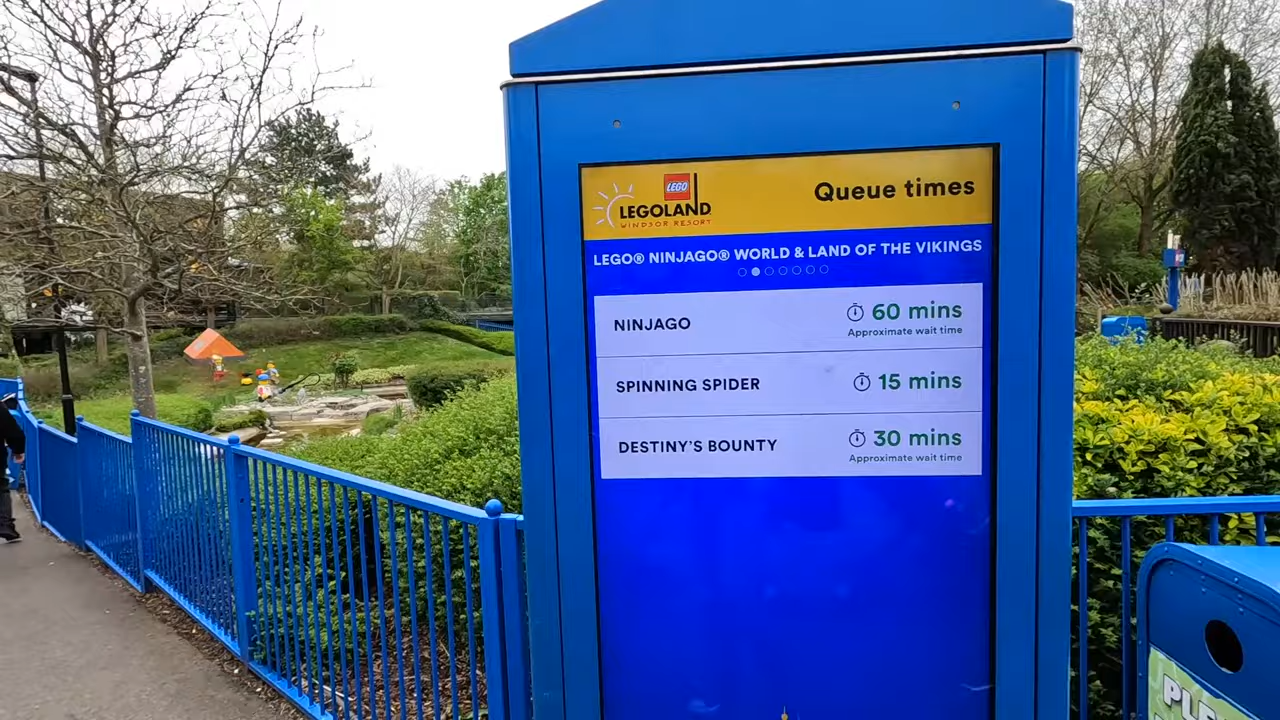 LEGO
LEGOLAND
WINDSOR RESORT
Queue times
LEGO® NINJAGO® WORLD & LAND OF THE VIKINGS
NINJAGO
60 mins
Approximate wait time
SPINNING SPIDER
15 mins
DESTINY'S BOUNTY
30 mins
Approximate wait time